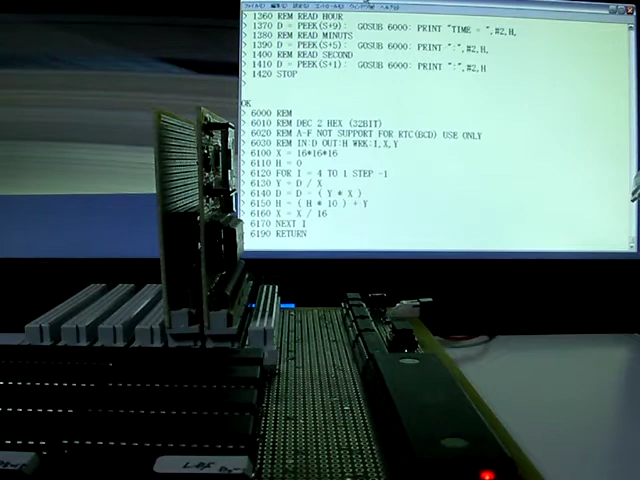 > 1360 REM READ HOUR
> 1370 D = PEEK(S+9): GOSUB 6000: PRINT "TIME = ",#2,H,
> 1380 REM READ MINUTS
> 1390 D = PEEK(S+5): GOSUB 6000: PRINT ":",#2,H,
> 1400 REM READ SECOND
> 1410 D = PEEK(S+1): GOSUB 6000: PRINT ":",#2,H
> 1420 STOP
>
OK
> 6000 REM
> 6010 REM DEC 2 HEX (32BIT)
> 6020 REM A-F NOT SUPPORT FOR RTC(BCD) USE ONLY
> 6030 REM IN:D OUT:H WRK:I,X,Y
> 6100 X = 16*16*16
> 6110 H = 0
> 6120 FOR I = 4 TO 1 STEP -1
> 6130 Y = D / X
> 6140 D = D - ( Y * X )
> 6150 H = ( H * 10 ) + Y
> 6160 X = X / 16
> 6170 NEXT I
> 6190 RETURN